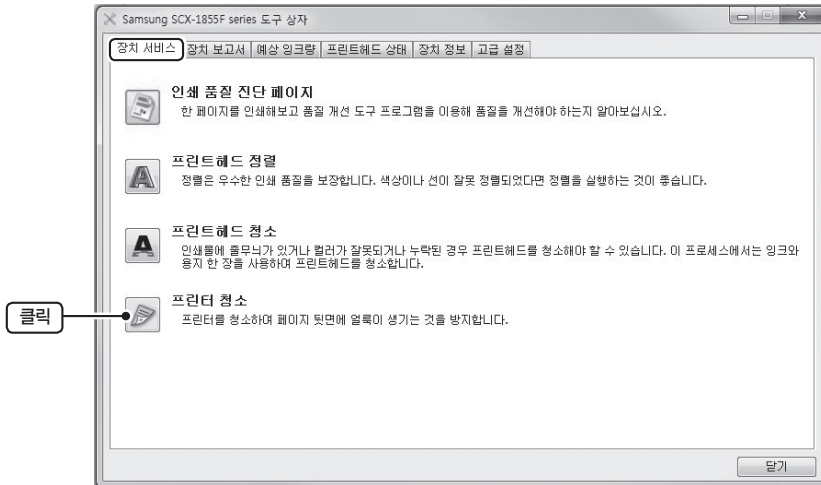 Samsung SCX-1855F series 도구 상자
장치 서비스 장치 보고서 예상 잉크량 프린트헤드 상태 장치 정보 고급 설정
인쇄 품질 진단 페이지
한 페이지를 인쇄해보고 품질 개선 도구 프로그램을 이용해 품질을 개선해야 하는지 알아보십시오.
프린트헤드 정렬
정렬은 우수한 인쇄 품질을 보장합니다. 색상이나 선이 잘못 정렬되었다면 정렬을 실행하는 것이 좋습니다.
프린트헤드 청소
인쇄물에 줄무늬가 있거나 컬러가 잘못되거나 누락된 경우 프린트헤드를 청소해야 할 수 있습니다. 이 프로세스에서는 잉크와
용지 한 장을 사용하여 프린트헤드를 청소합니다.
프린터 청소
클릭
프린터를 청소하여 페이지 뒷면에 얼룩이 생기는 것을 방지합니다.
닫기